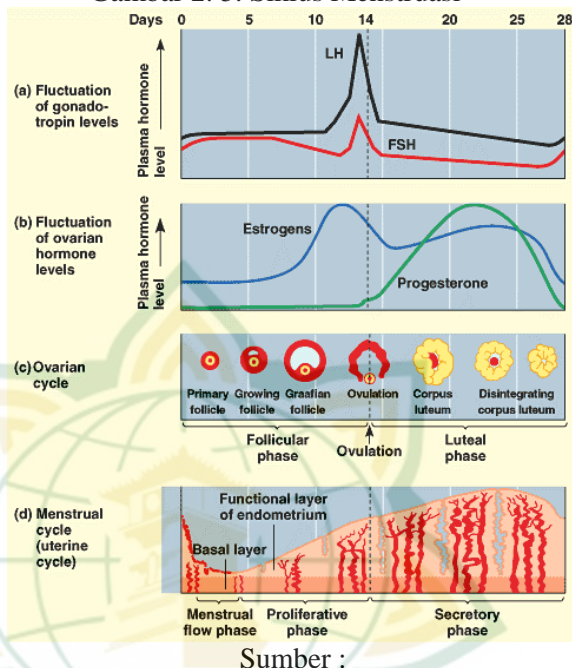 Gambar 2. 3. Siklus Menstruasi
Days 0 5 10 14 20 25 28
(a) Fluctuation
of gonado-
tropin levels
Plasma hormone
level
LH
FSH
(b) Fluctuation
of ovarian
hormone
levels
Plasma hormone
level
Estrogens
Progesterone
(c) Ovarian
cycle
Primary
follicle
Growing
follicle
Graafian
follicle
Ovulation
Corpus
luteum
Disintegrating
corpus luteum
Follicular
phase
Ovulation
Luteal
phase
(d) Menstrual
cycle
(uterine
cycle)
Functional layer
of endometrium
Basal layer
Menstrual
flow phase
Proliferative
phase
Secretory
phase
Sumber :